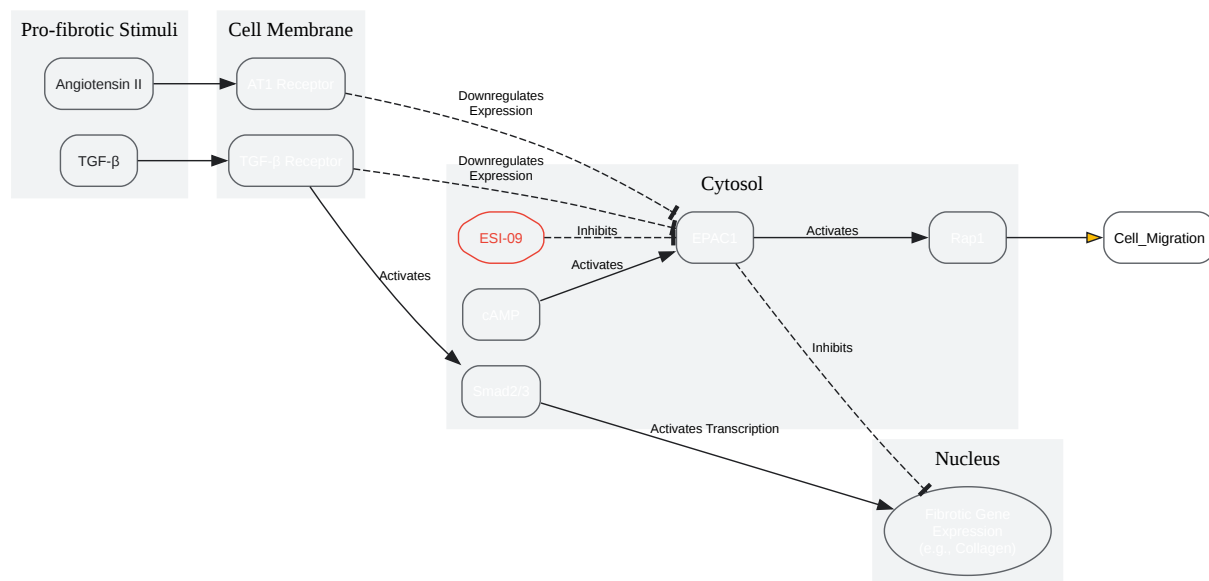 Pro-fibrotic Stimuli
Cell Membrane
Angiotensin II
AT1 Receptor
Downregulates
Expression
TGF-β
TGF-β Receptor
Downregulates
Expression
Cytosol
ESI-09
Inhibits
EPAC1
Activates
Rap1
Cell_Migration
Activates
Activates
cAMP
Inhibits
Smad2/3
Activates Transcription
Nucleus
Fibrotic Gene
Expression
(e.g., Collagen)